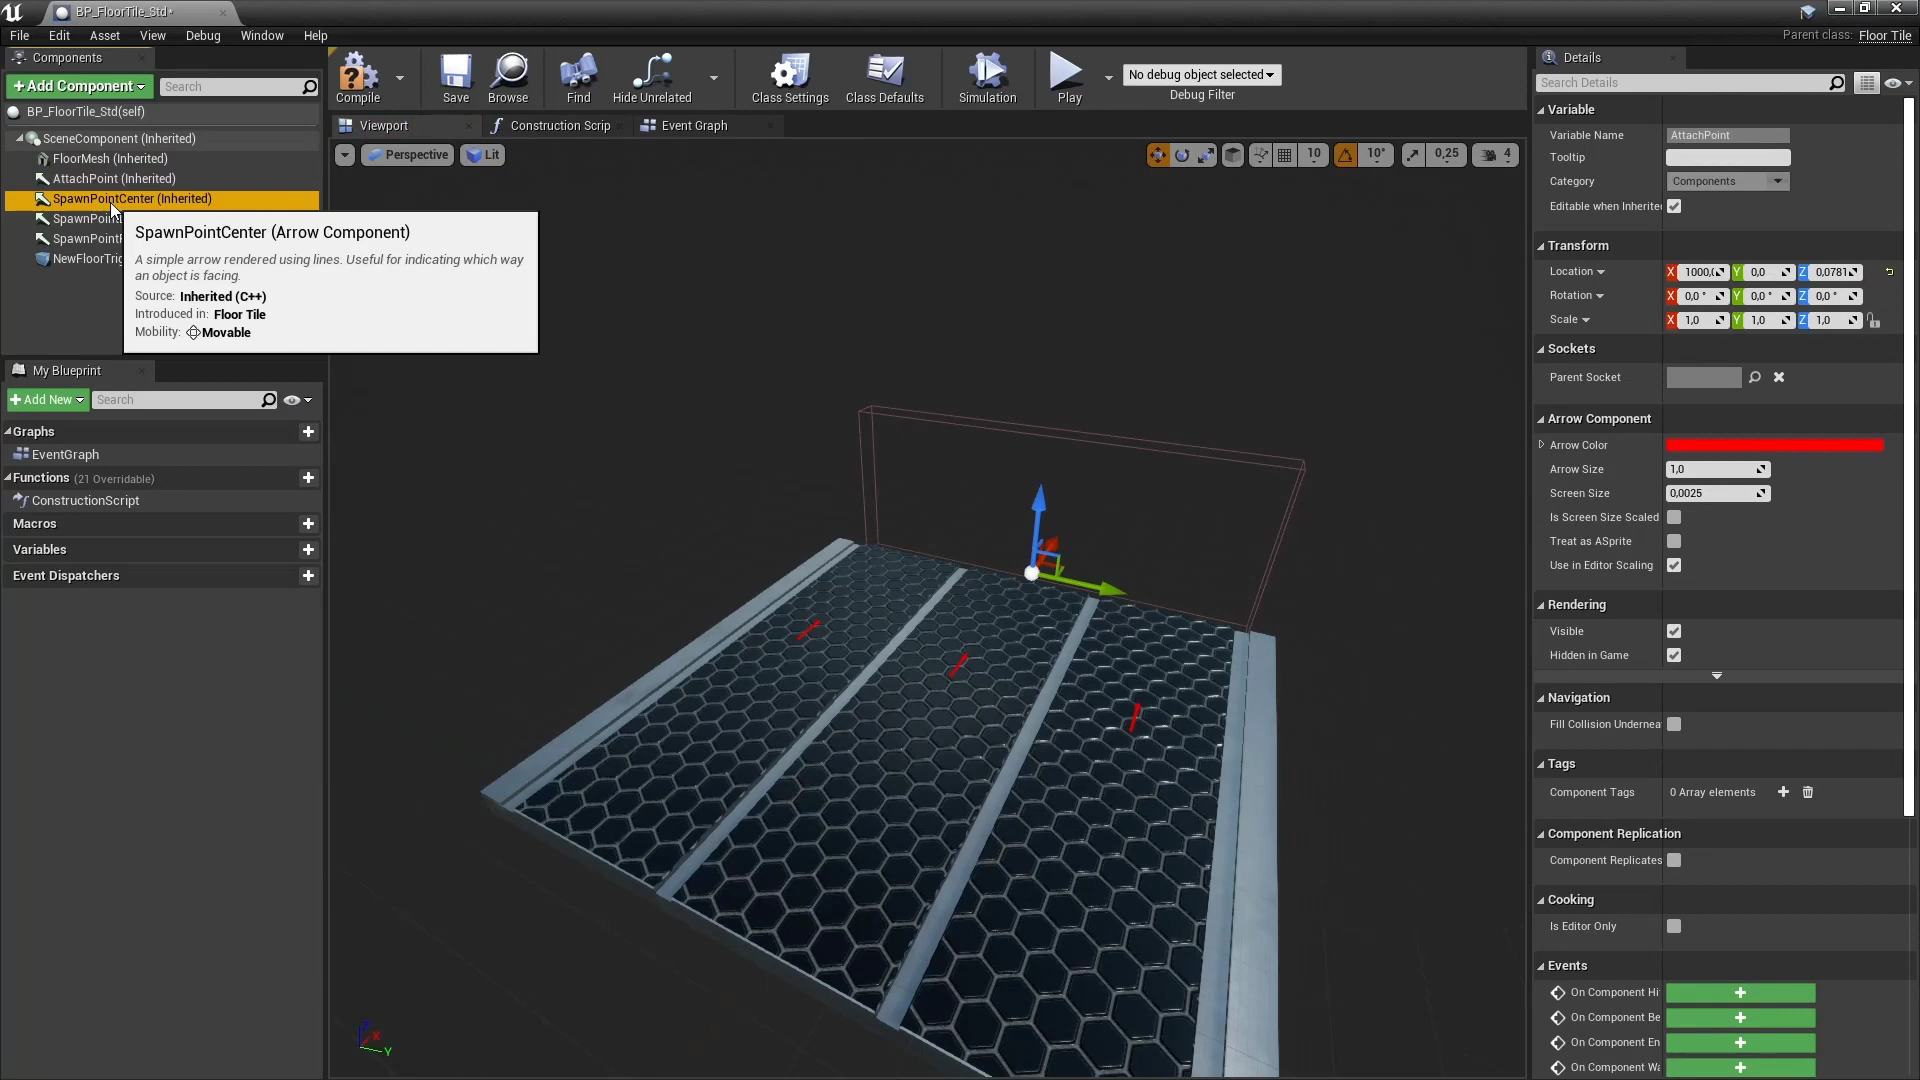 BP_FloorTile_Std*
File Edit Asset View Debug Window Help
Parent class: Floor Tile
Components
+Add Component
Search
BP_FloorTile_Std(self)
SceneComponent (Inherited)
FloorMesh (Inherited)
AttachPoint (Inherited)
SpawnPointCenter (Inherited)
SpawnPoint
SpawnPoint
NewFloorTrig
SpawnPointCenter (Arrow Component)
A simple arrow rendered using lines. Useful for indicating which way
an object is facing.
Source: Inherited (C++)
Introduced in: Floor Tile
Mobility: Movable
My Blueprint
+Add New
Search
Graphs
EventGraph
Functions (21 Overridable)
ConstructionScript
Macros
Variables
Event Dispatchers
Compile
Save
Browse
Find
Hide Unrelated
Class Settings
Class Defaults
Simulation
Play
No debug object selected
Debug Filter
Viewport
Construction Scrip
Event Graph
Perspective
Lit
10
10°
0,25
4
Z
X
Y
Details
Search Details
Variable
Variable Name AttachPoint
Tooltip
Category Components
Editable when Inherite
Transform
Location X 1000,( Y 0,0 Z 0,0781
Rotation X 0,0 ° Y 0,0 ° Z 0,0 °
Scale X 1,0 Y 1,0 Z 1,0
Sockets
Parent Socket
Arrow Component
Arrow Color
Arrow Size 1,0
Screen Size 0,0025
Is Screen Size Scaled
Treat as ASprite
Use in Editor Scaling
Rendering
Visible
Hidden in Game
Navigation
Fill Collision Undernea
Tags
Component Tags 0 Array elements
Component Replication
Component Replicates
Cooking
Is Editor Only
Events
On Component Hi
On Component Be
On Component En
On Component Wa